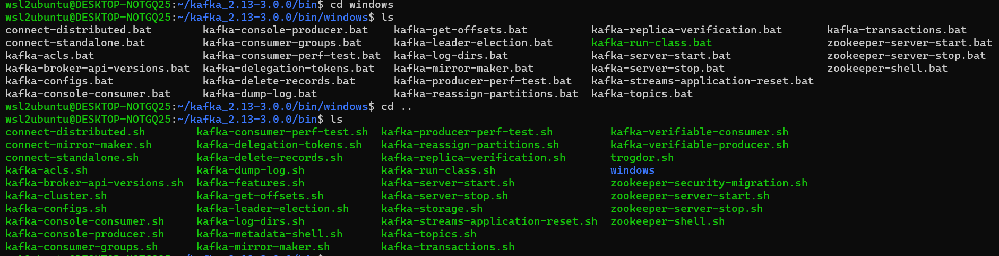 wsl2ubuntu@DESKTOP-NOTGQ25:~/kafka_2.13-3.0.0/bin$ cd windows
wsl2ubuntu@DESKTOP-NOTGQ25:~/kafka_2.13-3.0.0/bin/windows$ ls
connect-distributed.bat kafka-console-producer.bat kafka-get-offsets.bat kafka-replica-verification.bat kafka-transactions.bat
connect-standalone.bat kafka-consumer-groups.bat kafka-leader-election.bat kafka-run-class.bat zookeeper-server-start.bat
kafka-acls.bat kafka-consumer-perf-test.bat kafka-log-dirs.bat kafka-server-start.bat zookeeper-server-stop.bat
kafka-broker-api-versions.bat kafka-delegation-tokens.bat kafka-mirror-maker.bat kafka-server-stop.bat zookeeper-shell.bat
kafka-configs.bat kafka-delete-records.bat kafka-producer-perf-test.bat kafka-streams-application-reset.bat
kafka-console-consumer.bat kafka-dump-log.bat kafka-reassign-partitions.bat kafka-topics.bat
wsl2ubuntu@DESKTOP-NOTGQ25:~/kafka_2.13-3.0.0/bin/windows$ cd ..
wsl2ubuntu@DESKTOP-NOTGQ25:~/kafka_2.13-3.0.0/bin$ ls
connect-distributed.sh kafka-consumer-perf-test.sh kafka-producer-perf-test.sh kafka-verifiable-consumer.sh
connect-mirror-maker.sh kafka-delegation-tokens.sh kafka-reassign-partitions.sh kafka-verifiable-producer.sh
connect-standalone.sh kafka-delete-records.sh kafka-replica-verification.sh trogdor.sh
kafka-acls.sh kafka-dump-log.sh kafka-run-class.sh windows
kafka-broker-api-versions.sh kafka-features.sh kafka-server-start.sh zookeeper-security-migration.sh
kafka-cluster.sh kafka-get-offsets.sh kafka-server-stop.sh zookeeper-server-start.sh
kafka-configs.sh kafka-leader-election.sh kafka-storage.sh zookeeper-server-stop.sh
kafka-console-consumer.sh kafka-log-dirs.sh kafka-streams-application-reset.sh zookeeper-shell.sh
kafka-console-producer.sh kafka-metadata-shell.sh kafka-topics.sh
kafka-consumer-groups.sh kafka-mirror-maker.sh kafka-transactions.sh